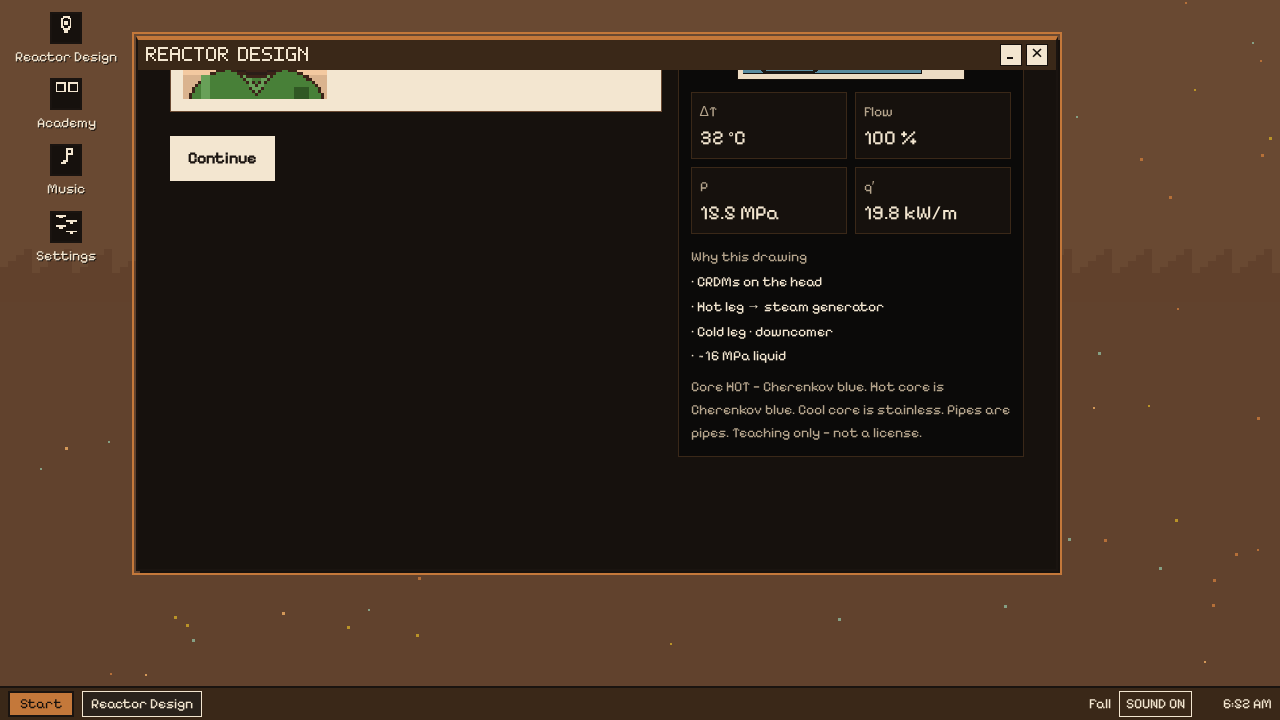 Reactor Design
Academy
Music
Settings
REACTOR DESIGN
Continue
ΔT
32 °C
Flow
100 %
P
15.5 MPa
q′
19.8 kW/m
Why this drawing
· CRDMs on the head
· Hot leg → steam generator
· Cold leg · downcomer
· ~16 MPa liquid
Core HOT — Cherenkov blue. Hot core is
Cherenkov blue. Cool core is stainless. Pipes are
pipes. Teaching only — not a license.
Start
Reactor Design
Fall
SOUND ON
6:52 AM